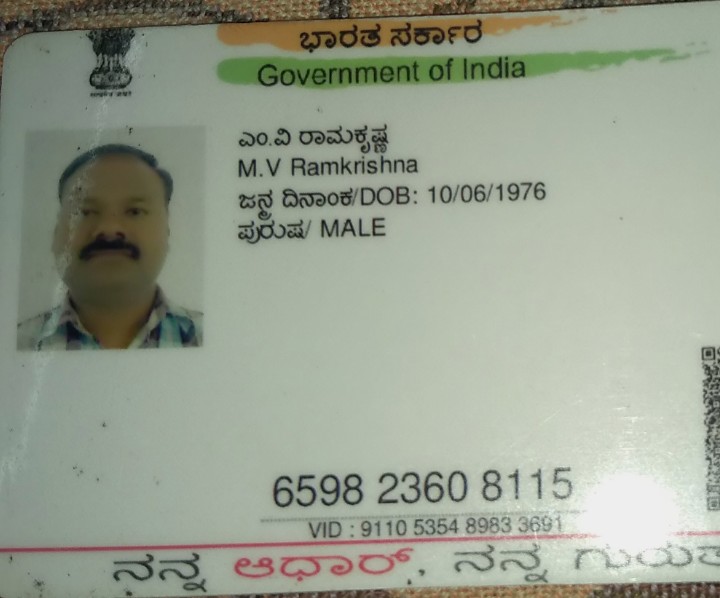 ಭಾರತ ಸರ್ಕಾರ
Government of India
ಎಂ.ವಿ ರಾಮಕೃಷ್ಣ
M.V Ramkrishna
ಜನ್ಮ ದಿನಾಂಕ/DOB: 10/06/1976
ಪುರುಷ/ MALE
6598 2360 8115
VID : 9110 5354 8983 3691
ನನ್ನ ಆಧಾರ್, ನನ್ನ